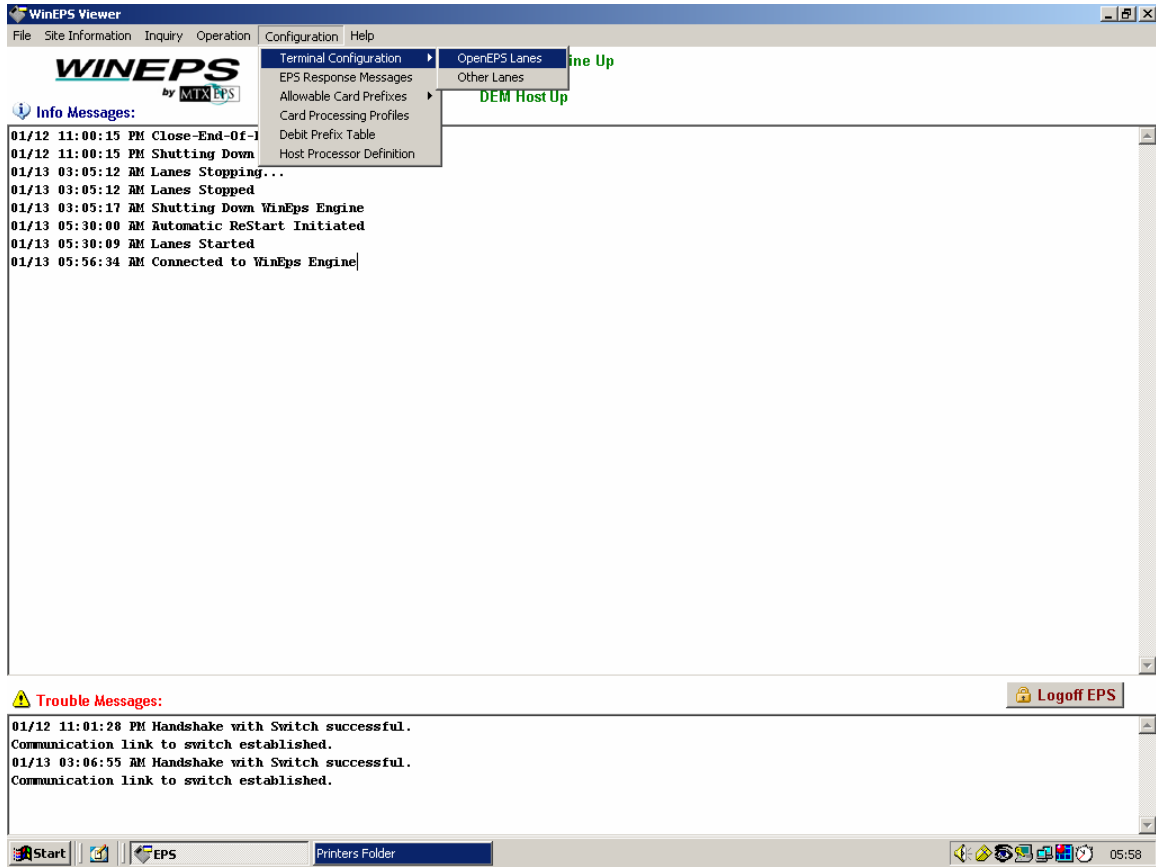 WinEPS Viewer
File Site Information Inquiry Operation Configuration Help
WINEPS
by MTXEPS
Terminal Configuration
EPS Response Messages
Allowable Card Prefixes
Card Processing Profiles
Debit Prefix Table
Host Processor Definition
OpenEPS Lanes
Other Lanes
ine Up
DEM Host Up
Info Messages:
01/12 11:00:15 PM Close-End-Of-
01/12 11:00:15 PM Shutting Down
01/13 03:05:12 AM Lanes Stopping...
01/13 03:05:12 AM Lanes Stopped
01/13 03:05:17 AM Shutting Down WinEps Engine
01/13 05:30:00 AM Automatic ReStart Initiated
01/13 05:30:09 AM Lanes Started
01/13 05:56:34 AM Connected to WinEps Engine
Trouble Messages:
Logoff EPS
01/12 11:01:28 PM Handshake with Switch successful.
Communication link to switch established.
01/13 03:06:55 AM Handshake with Switch successful.
Communication link to switch established.
Start EPS Printers Folder 05:58